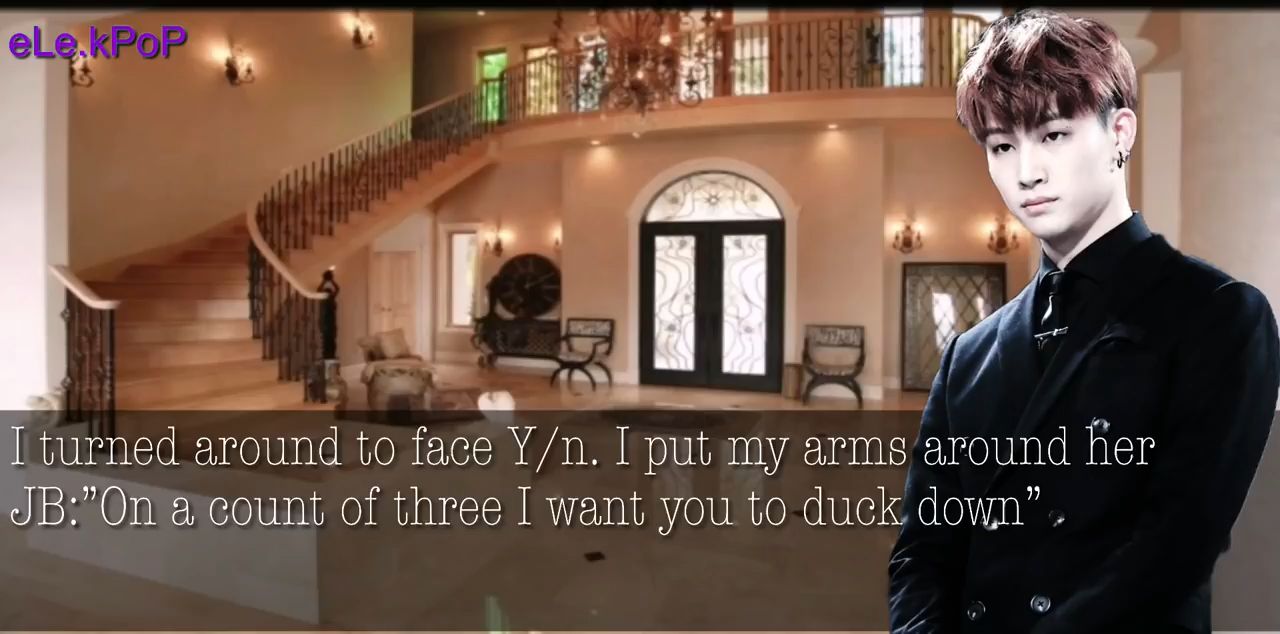 eLe.kPoP
I turned around to face Y/n. I put my arms around her
JB:”On a count of three I want you to duck down”